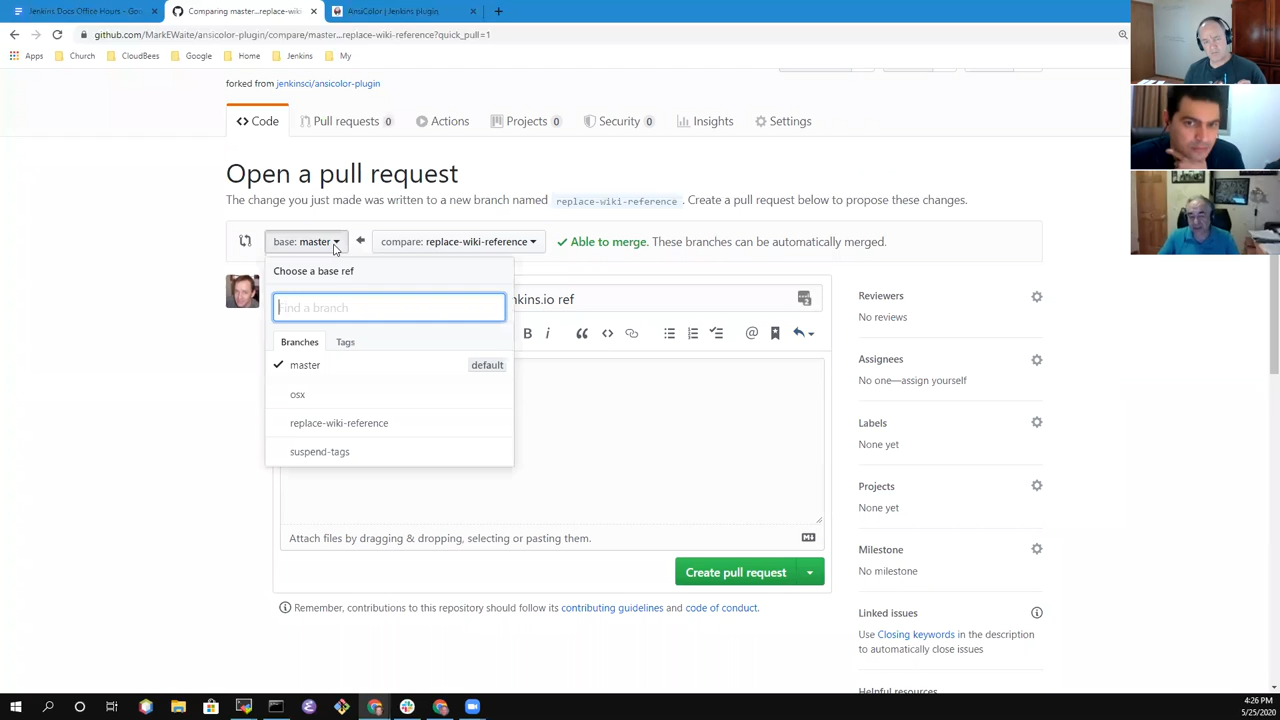 Jenkins Docs Office Hours - Goog
Comparing master...replace-wiki
AnsiColor | Jenkins plugin
github.com/MarkEWaite/ansicolor-plugin/compare/master...replace-wiki-reference?quick_pull=1
Apps Church CloudBees Google Home Jenkins My
forked from jenkinsci/ansicolor-plugin
Code Pull requests 0 Actions Projects 0 Security 0 Insights Settings
Open a pull request
The change you just made was written to a new branch named replace-wiki-reference. Create a pull request below to propose these changes.
base: master compare: replace-wiki-reference Able to merge. These branches can be automatically merged.
Choose a base ref
Find a branch
Branches Tags
master default
osx
replace-wiki-reference
suspend-tags
nkins.io ref
B i @
Attach files by dragging & dropping, selecting or pasting them.
Create pull request
Remember, contributions to this repository should follow its contributing guidelines and code of conduct.
Reviewers
No reviews
Assignees
No one—assign yourself
Labels
None yet
Projects
None yet
Milestone
No milestone
Linked issues
Use Closing keywords in the description
to automatically close issues
Helpful resources
4:26 PM
5/25/2020